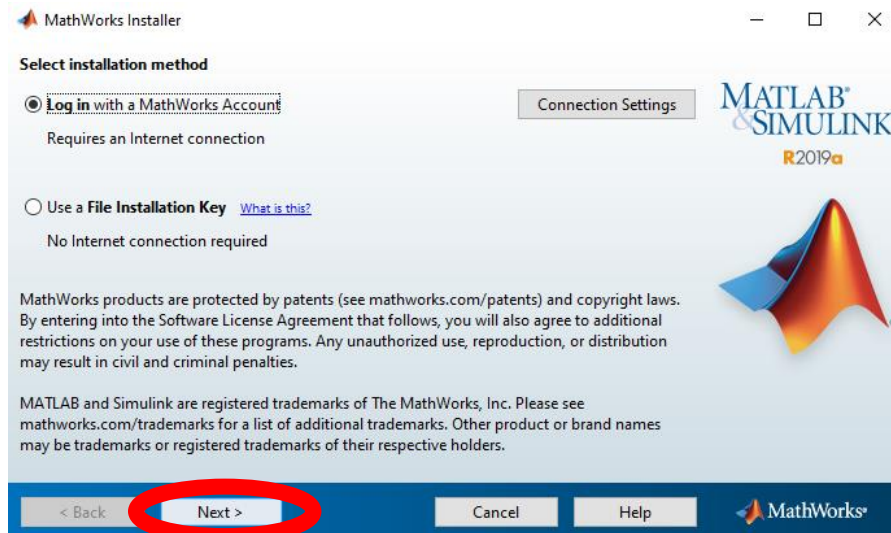 MathWorks Installer
Select installation method
Log in with a MathWorks Account
Connection Settings
Requires an Internet connection
MATLAB®
&SIMULINK
R2019a
Use a File Installation Key What is this?
No Internet connection required
MathWorks products are protected by patents (see mathworks.com/patents) and copyright laws.
By entering into the Software License Agreement that follows, you will also agree to additional
restrictions on your use of these programs. Any unauthorized use, reproduction, or distribution
may result in civil and criminal penalties.
MATLAB and Simulink are registered trademarks of The MathWorks, Inc. Please see
mathworks.com/trademarks for a list of additional trademarks. Other product or brand names
may be trademarks or registered trademarks of their respective holders.
< Back Next > Cancel Help MathWorks®